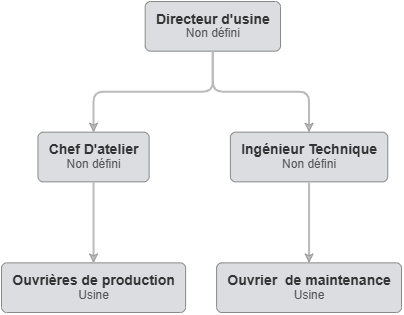 Directeur d'usine
Non défini
Chef D'atelier
Non défini
Ingénieur Technique
Non défini
Ouvrières de production
Usine
Ouvrier  de maintenance
Usine